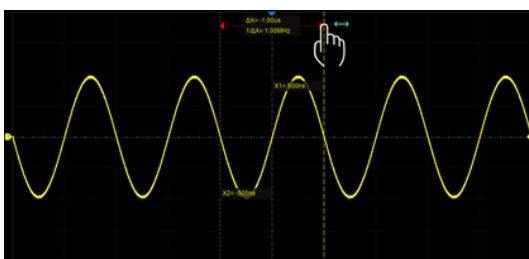 ΔX= -1.00us
1/ΔX= 1.00MHz
X1= 500ns
X2= -500ns